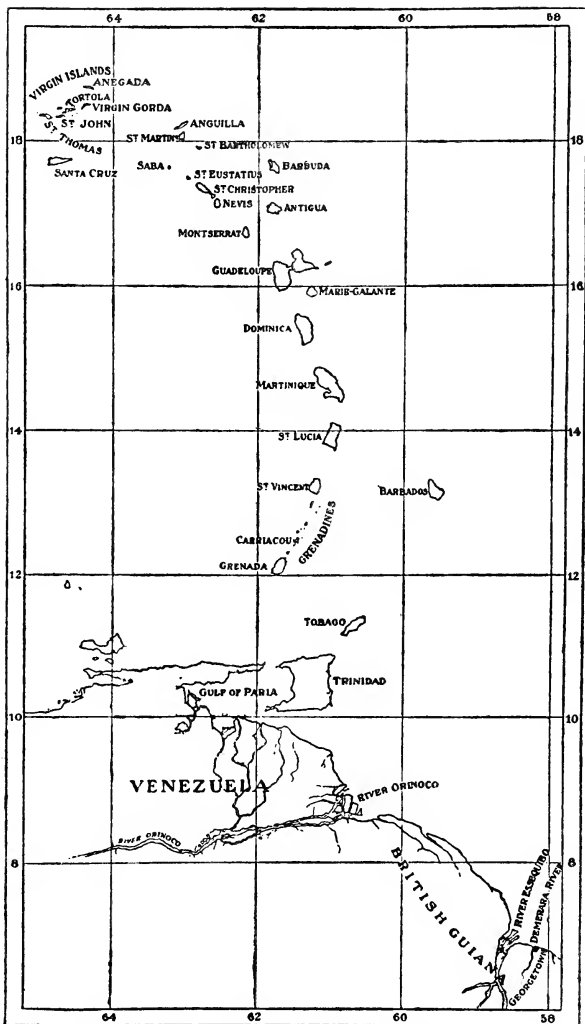 64 62 60 58
VIRGIN ISLANDS
ANEGADA
TORTOLA
VIRGIN GORDA
ST JOHN
ST THOMAS
ANGUILLA
ST MARTIN
18 18
ST BARTHOLOMEW
SANTA CRUZ
SABA
BARBUDA
ST EUSTATIUS
ST CHRISTOPHER
NEVIS
ANTIGUA
MONTSERRAT
GUADELOUPE
16 16
MARIE-GALANTE
DOMINICA
MARTINIQUE
14 14
ST LUCIA
ST VINCENT
BARBADOS
GRENADINES
CARRIACOU
GRENADA
12 12
TOBAGO
TRINIDAD
GULF OF PARIA
10 10
VENEZUELA
RIVER ORINOCO
RIVER ORINOCO
8 8
BRITISH GUIANA
RIVER ESSEQUIBO
DEMERARA RIVER
GEORGETOWN
64 62 60 58